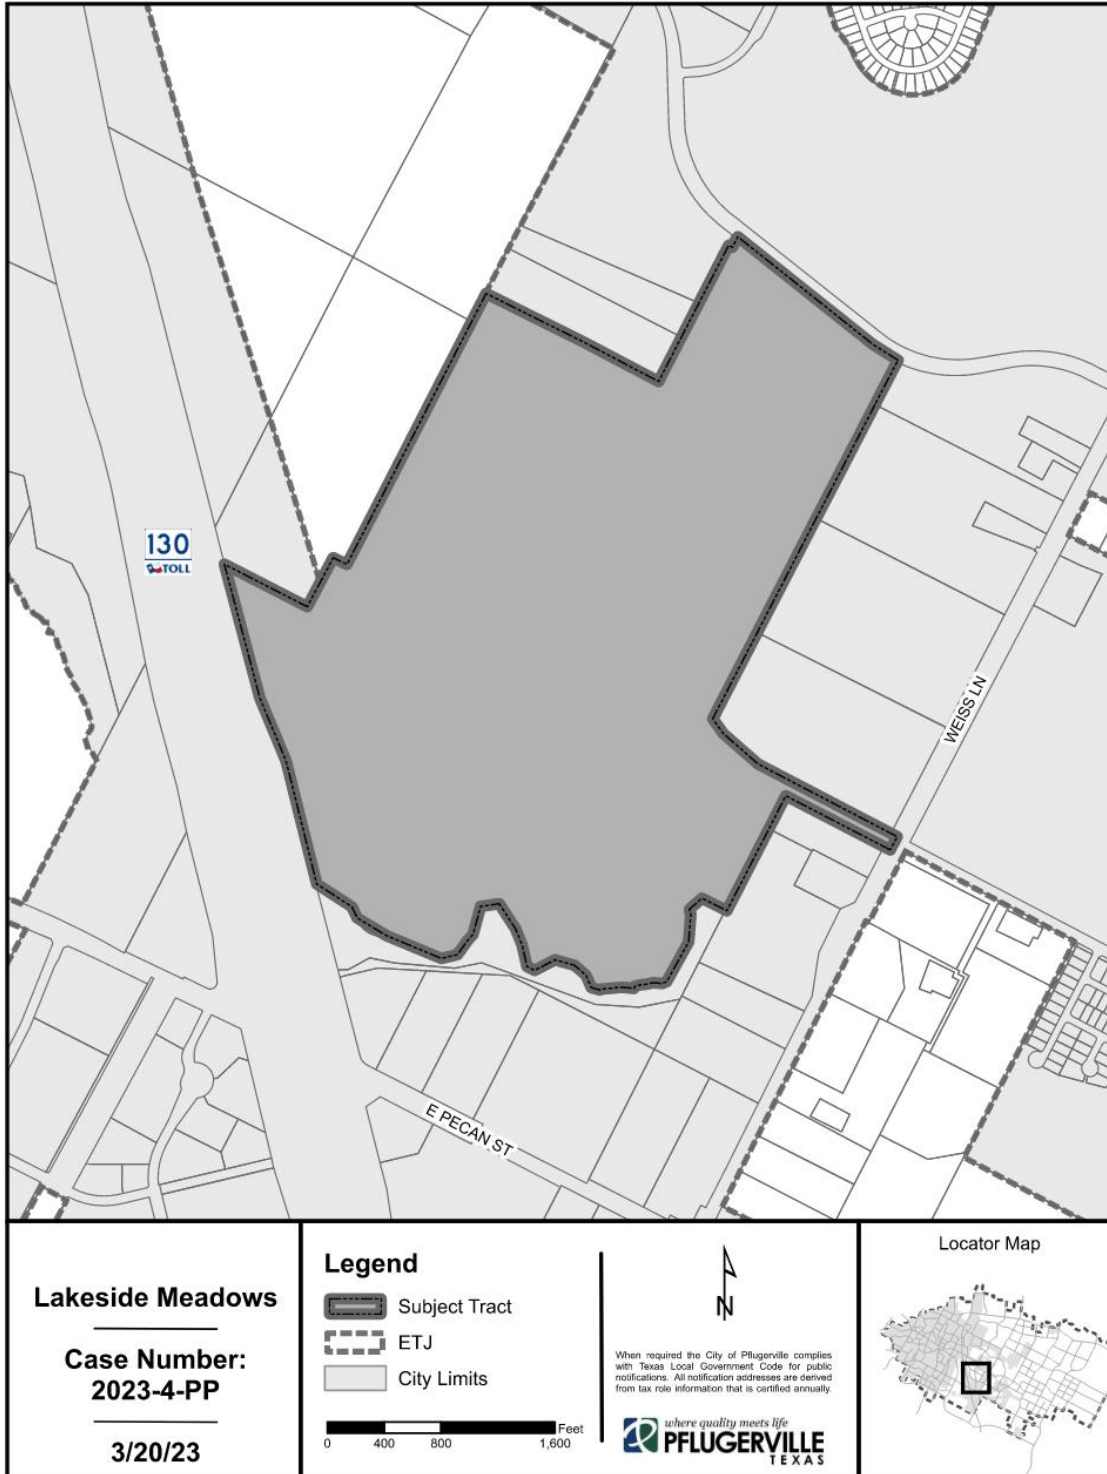 130
TOLL
WEISS LN
E PECAN ST
Lakeside Meadows
Case Number:
2023-4-PP
3/20/23
Legend
Subject Tract
ETJ
City Limits
Feet
0 400 800 1,600
N
When required the City of Pflugerville complies
with Texas Local Government Code for public
notifications. All notification addresses are derived
from tax role information that is certified annually.
where quality meets life
PFLUGERVILLE
TEXAS
Locator Map